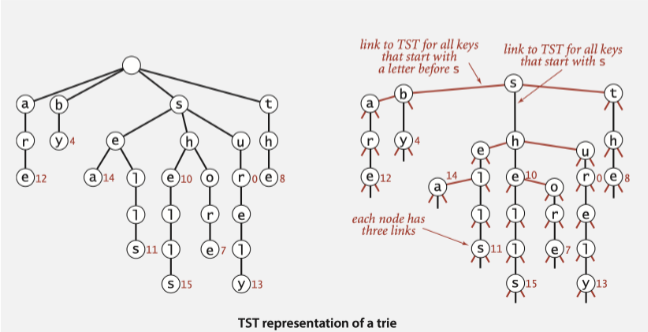 link to TST for all keys
that start with
a letter before s
link to TST for all keys
that start with s
a b s t
r y 4 e h u h
e 12 a 14 l e 10 o r 0 e 8
l l r e
s 11 l e 7 l
s 15 y 13
s
a b t
r y 4 e h u h
e 12 a 14 l e 10 o r 0 e 8
l l r e
each node has
three links
s 11 l e 7 l
s 15 y 13
TST representation of a trie